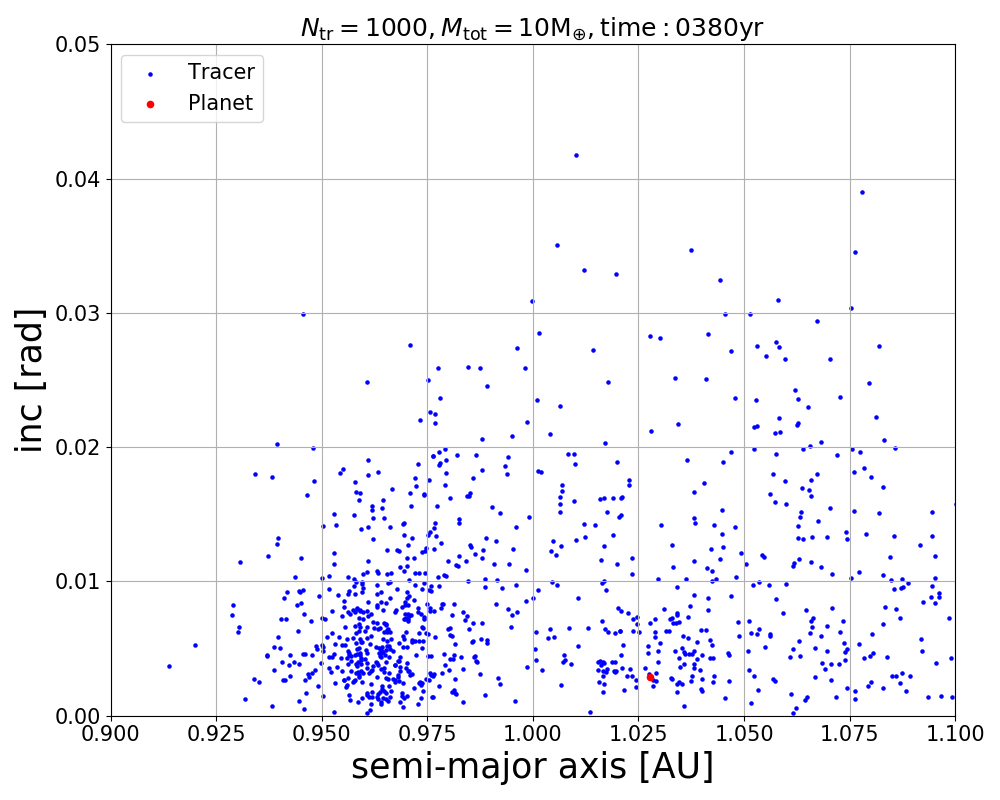 N_tr = 1000, M_tot = 10M_⊕, time : 0380yr
Tracer
Planet
inc [rad]
0.05
0.04
0.03
0.02
0.01
0.00
0.900 0.925 0.950 0.975 1.000 1.025 1.050 1.075 1.100
semi-major axis [AU]